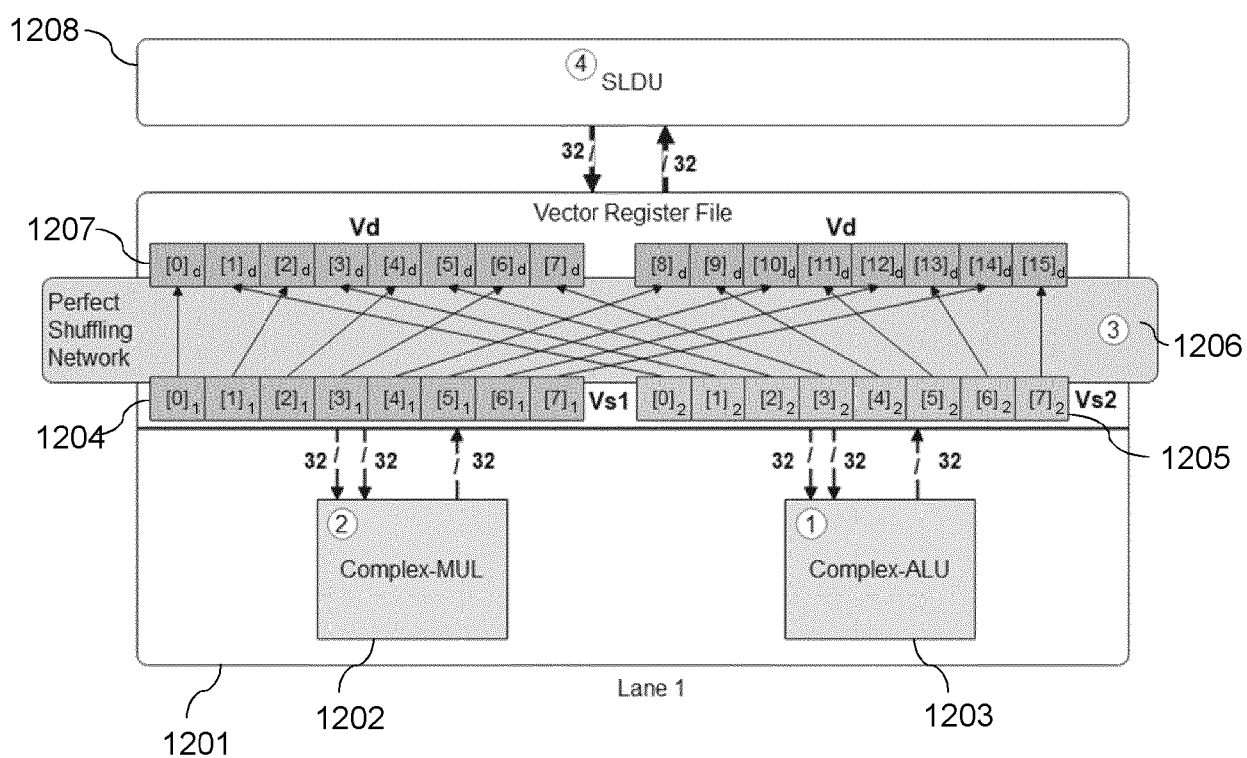 1208
4 SLDU
32 32
Vector Register File
1207
Vd Vd
[0]d [1]d [2]d [3]d [4]d [5]d [6]d [7]d [8]d [9]d [10]d [11]d [12]d [13]d [14]d [15]d
Perfect
Shuffling
Network
3
1206
1204
[0]1 [1]1 [2]1 [3]1 [4]1 [5]1 [6]1 [7]1 Vs1 [0]2 [1]2 [2]2 [3]2 [4]2 [5]2 [6]2 [7]2 Vs2
1205
32 32 32 32 32 32
2 1
Complex-MUL Complex-ALU
Lane 1
1201
1202
1203